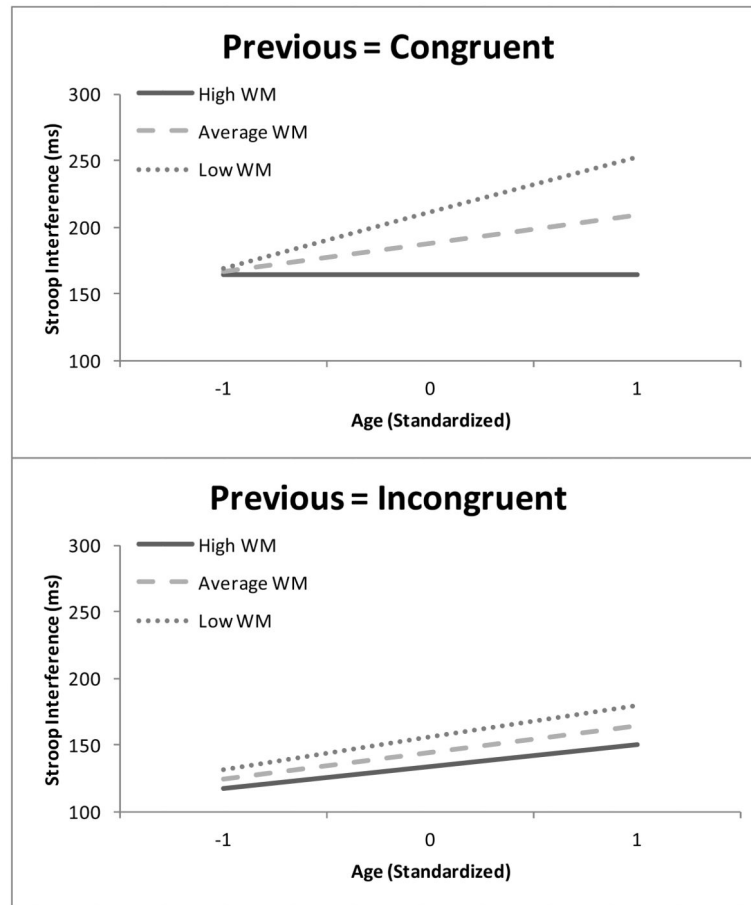 Previous = Congruent
300
250
200
150
100
Stroop Interference (ms)
High WM
Average WM
Low WM
-1
0
1
Age (Standardized)
Previous = Incongruent
300
250
200
150
100
Stroop Interference (ms)
High WM
Average WM
Low WM
-1
0
1
Age (Standardized)